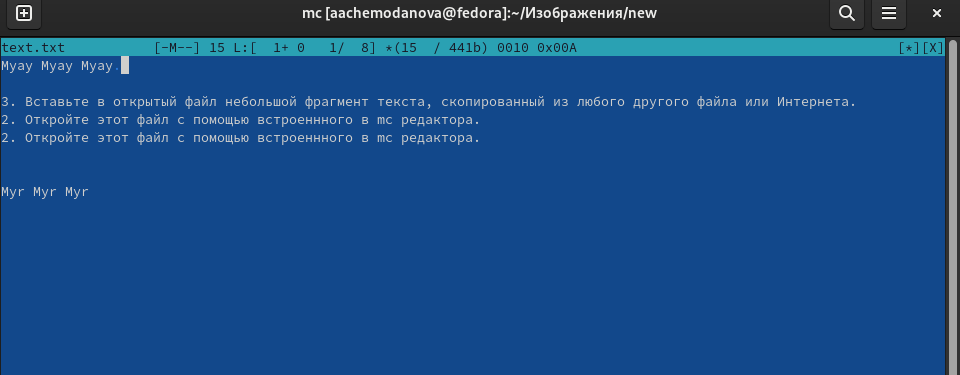 mc [aachemodanova@fedora]:~/Изображения/new
text.txt [-M--] 15 L:[ 1+ 0 1/ 8] *(15 / 441b) 0010 0x00A [*][X]
Myay Myay Myay.
3. Вставьте в открытый файл небольшой фрагмент текста, скопированный из любого другого файла или Интернета.
2. Откройте этот файл с помощью встроеннного в mc редактора.
2. Откройте этот файл с помощью встроеннного в mc редактора.
Myr Myr Myr